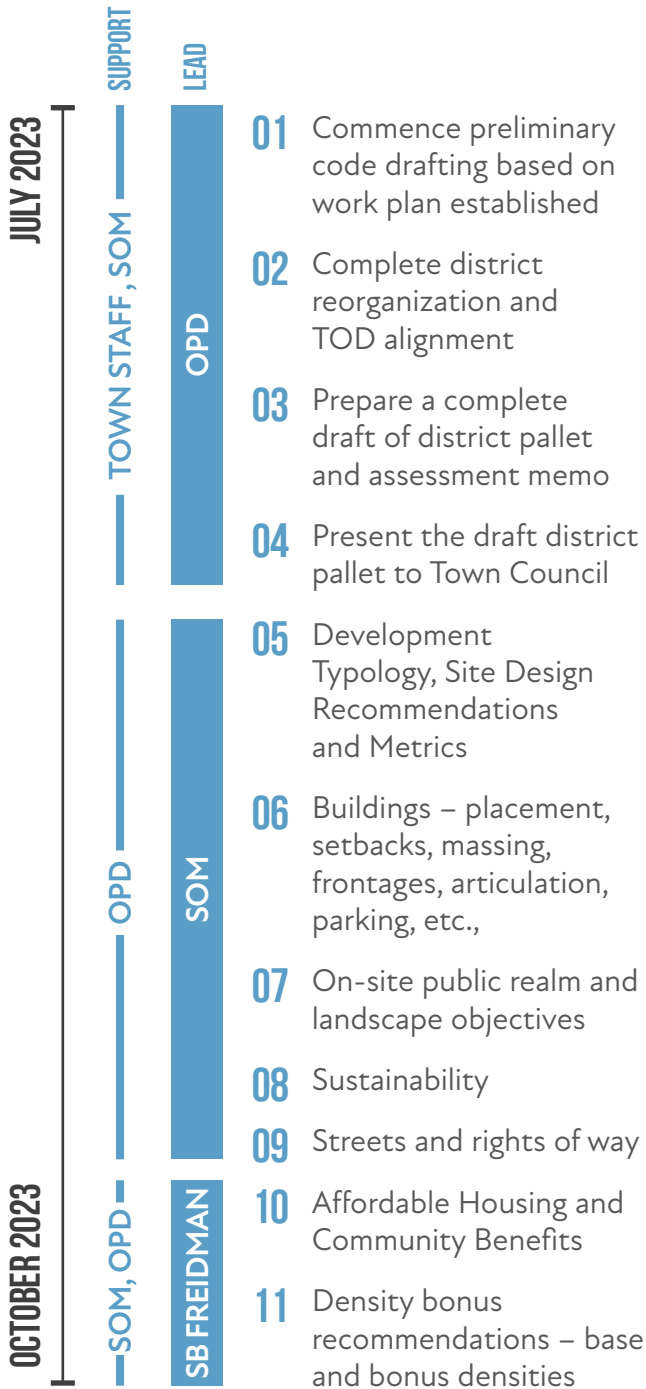 SUPPORT
LEAD
JULY 2023
TOWN STAFF, SOM
OPD
01 Commence preliminary
code drafting based on
work plan established
02 Complete district
reorganization and
TOD alignment
03 Prepare a complete
draft of district pallet
and assessment memo
04 Present the draft district
pallet to Town Council
OPD
SOM
05 Development
Typology, Site Design
Recommendations
and Metrics
06 Buildings – placement,
setbacks, massing,
frontages, articulation,
parking, etc.,
07 On-site public realm and
landscape objectives
08 Sustainability
09 Streets and rights of way
OCTOBER 2023
SOM, OPD
SB FREIDMAN
10 Affordable Housing and
Community Benefits
11 Density bonus
recommendations – base
and bonus densities